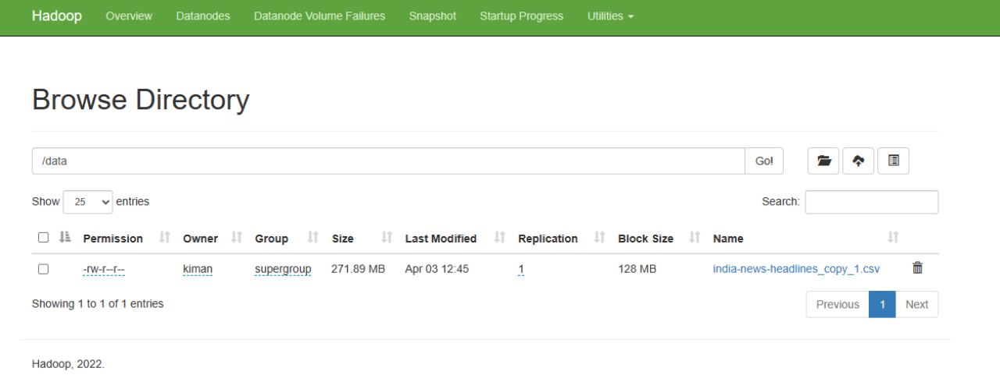 Hadoop Overview Datanodes Datanode Volume Failures Snapshot Startup Progress Utilities
Browse Directory
/data Go!
Show 25 entries Search:
Permission Owner Group Size Last Modified Replication Block Size Name
-rw-r--r-- kiman supergroup 271.89 MB Apr 03 12:45 1 128 MB india-news-headlines_copy_1.csv
Showing 1 to 1 of 1 entries Previous 1 Next
Hadoop, 2022.